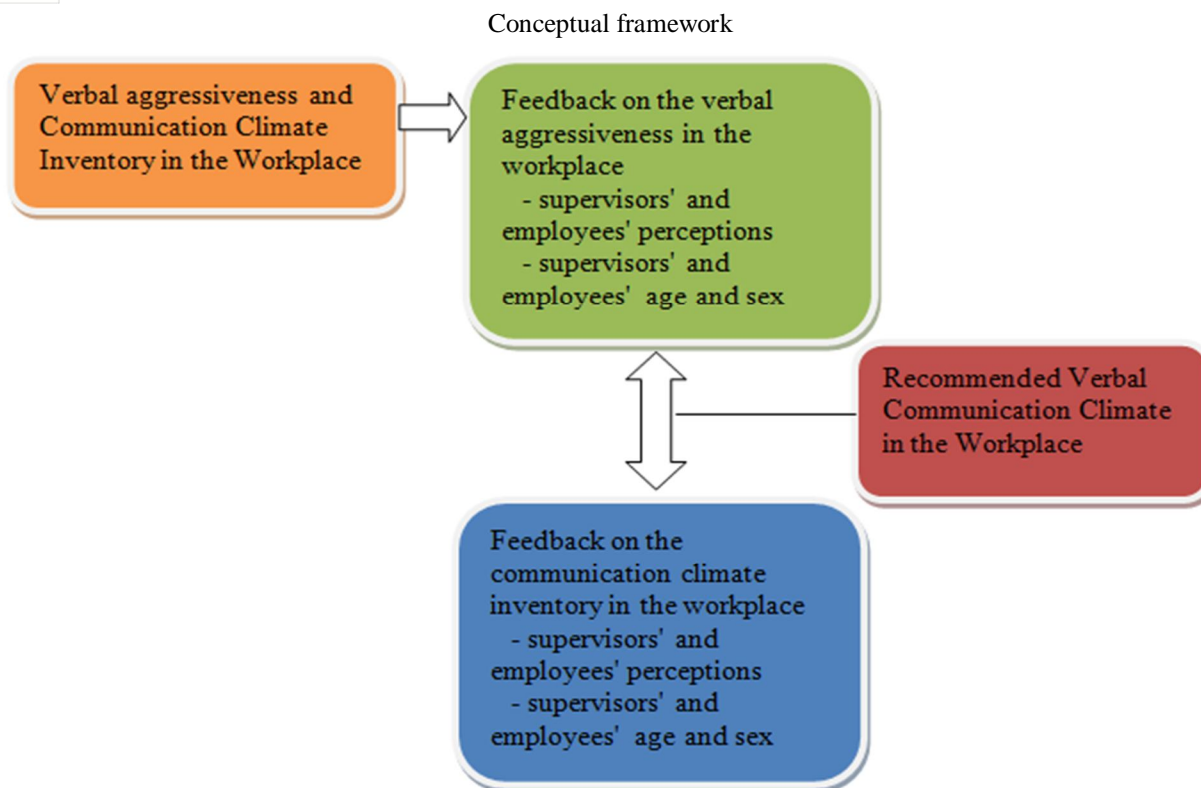 Conceptual framework
Verbal aggressiveness and
Communication Climate
Inventory in the Workplace
Feedback on the verbal
aggressiveness in the
workplace
- supervisors' and
employees' perceptions
- supervisors' and
employees' age and sex
Recommended Verbal
Communication Climate
in the Workplace
Feedback on the
communication climate
inventory in the workplace
- supervisors' and
employees' perceptions
- supervisors' and
employees' age and sex